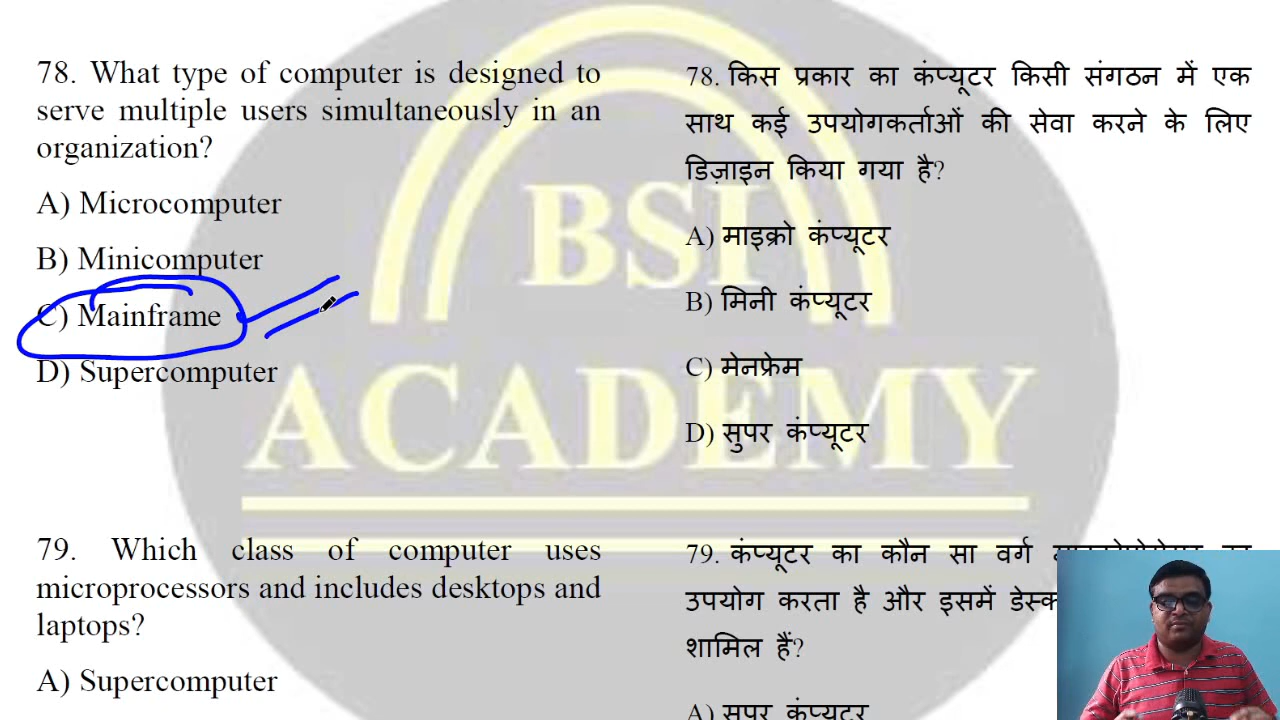 78. What type of computer is designed to
serve multiple users simultaneously in an
organization?
A) Microcomputer
B) Minicomputer
C) Mainframe
D) Supercomputer
79. Which class of computer uses
microprocessors and includes desktops and
laptops?
A) Supercomputer
78. किस प्रकार का कंप्यूटर किसी संगठन में एक
साथ कई उपयोगकर्ताओं की सेवा करने के लिए
डिज़ाइन किया गया है?
A) माइक्रो कंप्यूटर
B) मिनी कंप्यूटर
C) मेनफ्रेम
D) सुपर कंप्यूटर
79. कंप्यूटर का कौन सा वर्ग
उपयोग करता है और इसमें
शामिल हैं?
A) सुपर कंप्यूटर
BSI
ACADEMY